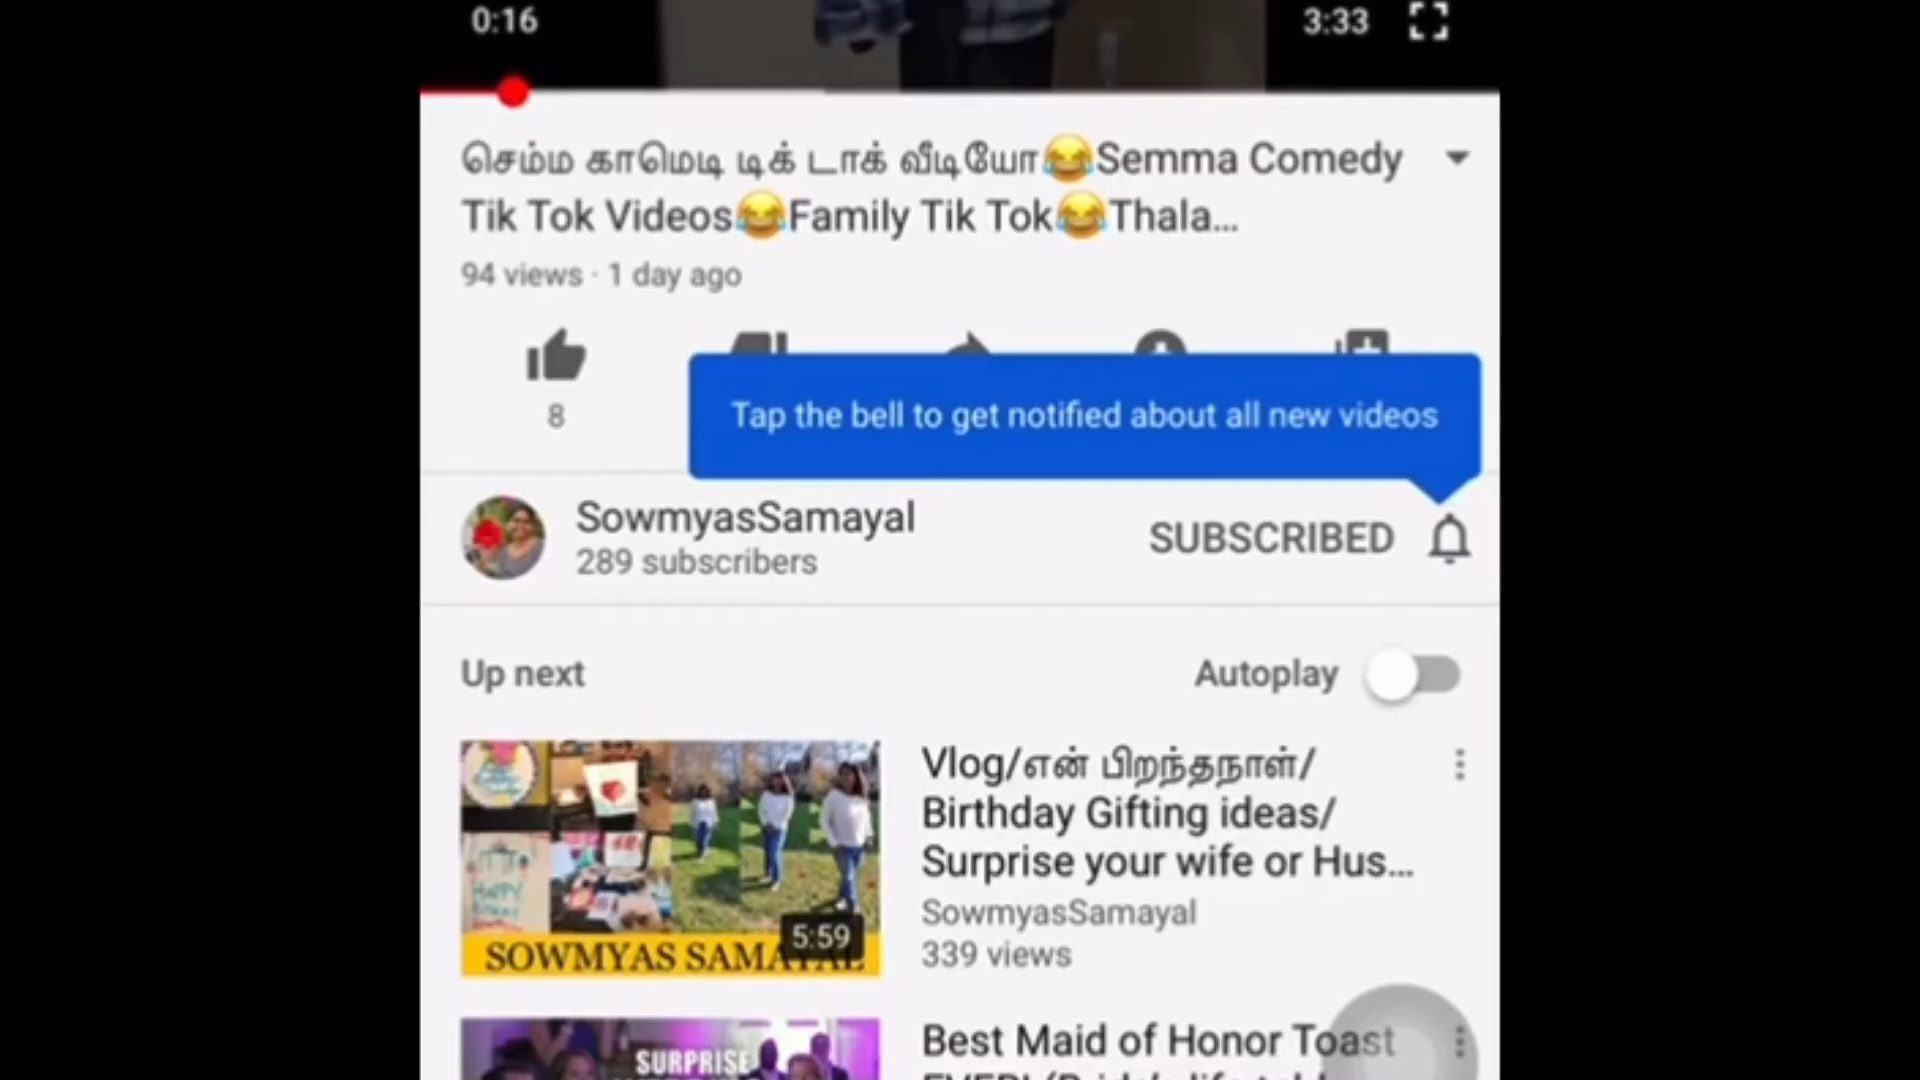 0:16
3:33
செம்ம காமெடி டிக் டாக் வீடியோ😂Semma Comedy
Tik Tok Videos😂Family Tik Tok😂Thala...
94 views · 1 day ago
8
Tap the bell to get notified about all new videos
SowmyasSamayal
289 subscribers
SUBSCRIBED
Up next
Autoplay
5:59
SOWMYAS SAMAYAL
Vlog/என் பிறந்தநாள்/
Birthday Gifting ideas/
Surprise your wife or Hus...
SowmyasSamayal
339 views
SURPRISE
Best Maid of Honor Toast